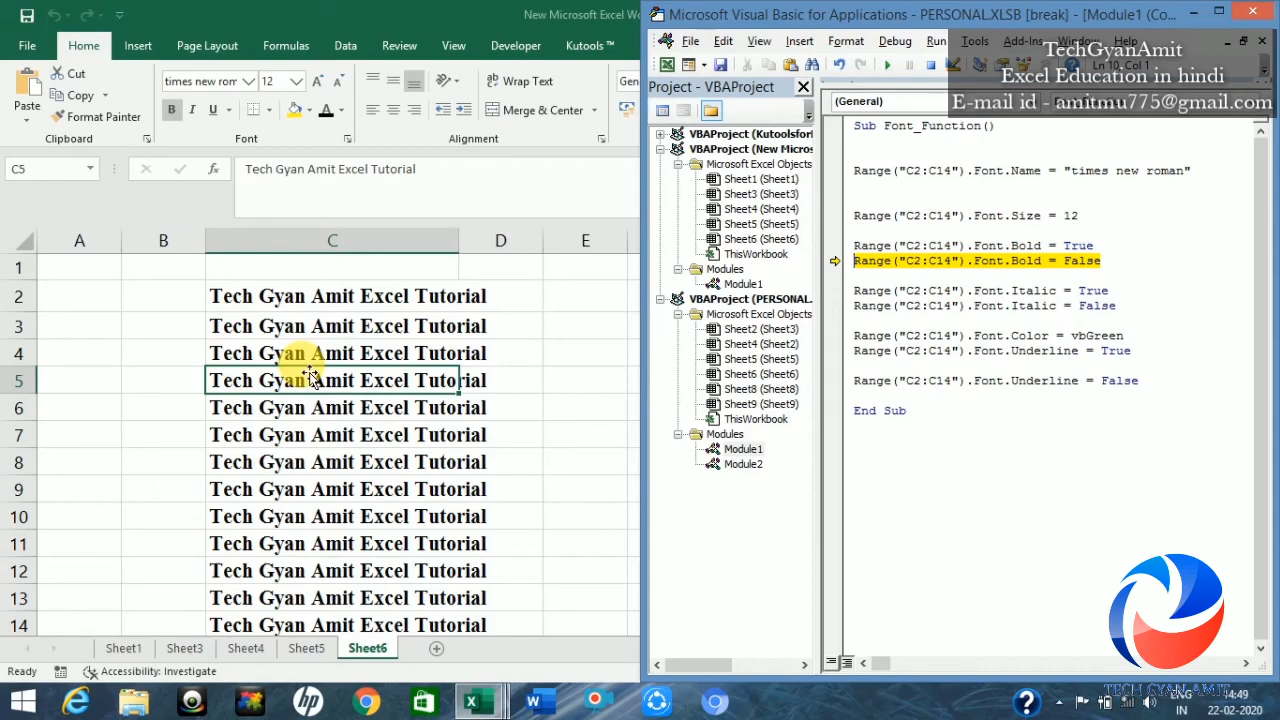 New Microsoft Excel Wo
File
Home
Insert
Page Layout
Formulas
Data
Review
View
Developer
Kutools™
Paste
Cut
Copy
Format Painter
Clipboard
times new rom
12
B
I
U
Font
Wrap Text
Merge & Center
Alignment
Gene
C5
fx
Tech Gyan Amit Excel Tutorial
A
B
C
D
E
1
2
Tech Gyan Amit Excel Tutorial
3
Tech Gyan Amit Excel Tutorial
4
Tech Gyan Amit Excel Tutorial
5
Tech Gyan Amit Excel Tutorial
6
Tech Gyan Amit Excel Tutorial
7
Tech Gyan Amit Excel Tutorial
8
Tech Gyan Amit Excel Tutorial
9
Tech Gyan Amit Excel Tutorial
10
Tech Gyan Amit Excel Tutorial
11
Tech Gyan Amit Excel Tutorial
12
Tech Gyan Amit Excel Tutorial
13
Tech Gyan Amit Excel Tutorial
14
Tech Gyan Amit Excel Tutorial
Sheet1
Sheet3
Sheet4
Sheet5
Sheet6
Ready
Accessibility: Investigate
Microsoft Visual Basic for Applications - PERSONAL.XLSB [break] - [Module1 (Co...
File
Edit
View
Insert
Format
Debug
Run
Tools
Add-Ins
Window
Help
Ln 10, Col 1
TechGyanAmit
Excel Education in hindi
E-mail id - amitmn775@gmail.com
Project - VBAProject
VBAProject (Kutoolsfor
VBAProject (New Micros
Microsoft Excel Objects
Sheet1 (Sheet1)
Sheet3 (Sheet3)
Sheet4 (Sheet4)
Sheet5 (Sheet5)
Sheet6 (Sheet6)
ThisWorkbook
Modules
Module1
VBAProject (PERSONAL.
Microsoft Excel Objects
Sheet2 (Sheet3)
Sheet4 (Sheet2)
Sheet5 (Sheet5)
Sheet6 (Sheet6)
Sheet8 (Sheet8)
Sheet9 (Sheet9)
ThisWorkbook
Modules
Module1
Module2
(General)
Sub Font_Function()
Range("C2:C14").Font.Name = "times new roman"
Range("C2:C14").Font.Size = 12
Range("C2:C14").Font.Bold = True
Range("C2:C14").Font.Bold = False
Range("C2:C14").Font.Italic = True
Range("C2:C14").Font.Italic = False
Range("C2:C14").Font.Color = vbGreen
Range("C2:C14").Font.Underline = True
Range("C2:C14").Font.Underline = False
End Sub
TECH GYAN AMIT
ENG
IN
14:49
22-02-2020